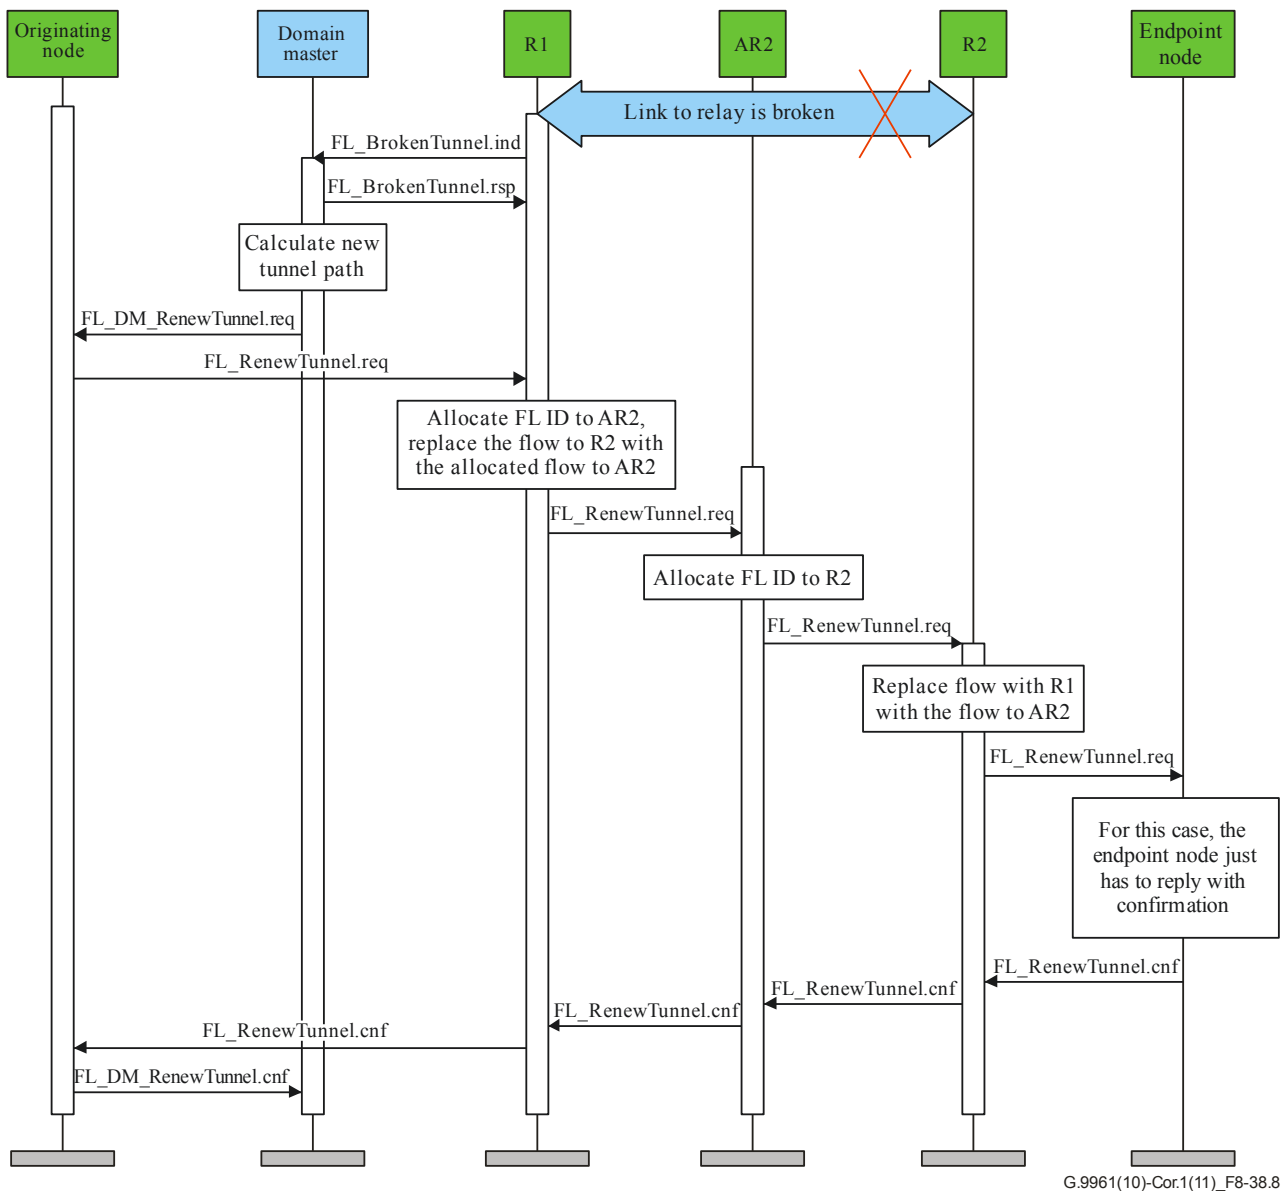 Originating
node
Domain
master
R1
AR2
R2
Endpoint
node
Link to relay is broken
FL_BrokenTunnel.ind
FL_BrokenTunnel.rsp
Calculate new
tunnel path
FL_DM_RenewTunnel.req
FL_RenewTunnel.req
Allocate FL ID to AR2,
replace the flow to R2 with
the allocated flow to AR2
FL_RenewTunnel.req
Allocate FL ID to R2
FL_RenewTunnel.req
Replace flow with R1
with the flow to AR2
FL_RenewTunnel.req
For this case, the
endpoint node just
has to reply with
confirmation
FL_RenewTunnel.cnf
FL_RenewTunnel.cnf
FL_RenewTunnel.cnf
FL_RenewTunnel.cnf
FL_DM_RenewTunnel.cnf
G.9961(10)-Cor.1(11)_F8-38.8